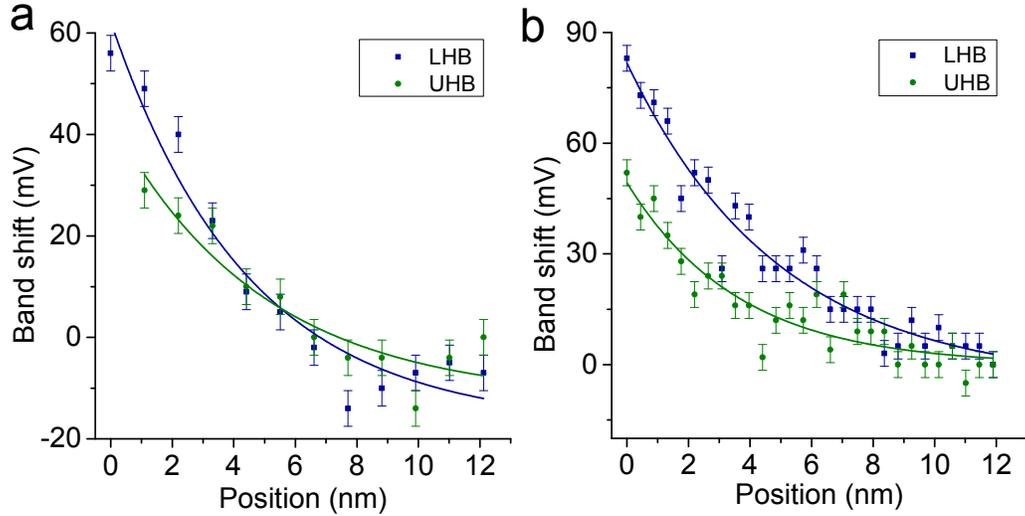 a
60
40
20
0
-20
0 2 4 6 8 10 12
Band shift (mV)
Position (nm)
LHB
UHB
b
90
60
30
0
0 2 4 6 8 10 12
Band shift (mV)
Position (nm)
LHB
UHB